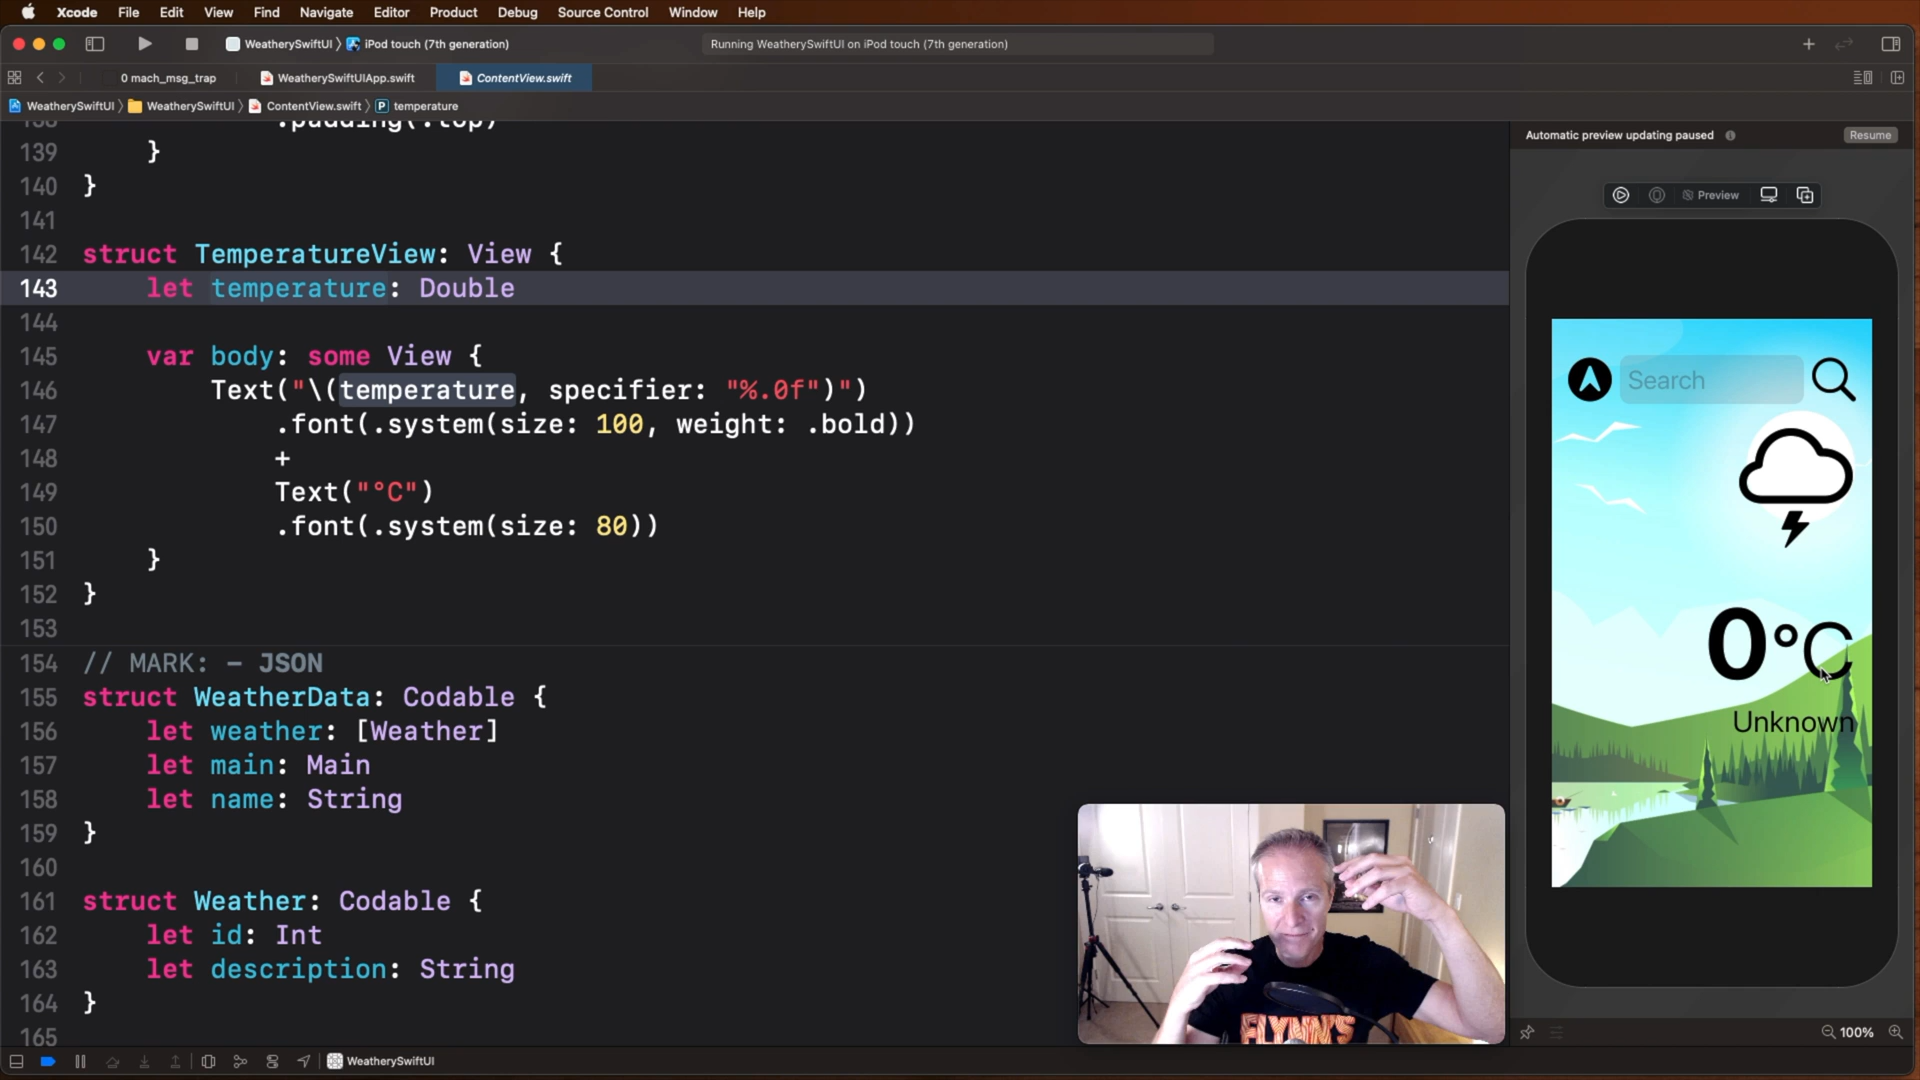 Xcode File Edit View Find Navigate Editor Product Debug Source Control Window Help
WeatherySwiftUI iPod touch (7th generation)
Running WeatherySwiftUI on iPod touch (7th generation)
0 mach_msg_trap WeatherySwiftUIApp.swift ContentView.swift
WeatherySwiftUI WeatherySwiftUI ContentView.swift P temperature
138 .padding(.top)
139 }
140 }
141
142 struct TemperatureView: View {
143 let temperature: Double
144
145 var body: some View {
146 Text("\(temperature, specifier: "%.0f")")
147 .font(.system(size: 100, weight: .bold))
148 +
149 Text("°C")
150 .font(.system(size: 80))
151 }
152 }
153
154 // MARK: - JSON
155 struct WeatherData: Codable {
156 let weather: [Weather]
157 let main: Main
158 let name: String
159 }
160
161 struct Weather: Codable {
162 let id: Int
163 let description: String
164 }
165
Automatic preview updating paused Resume
Preview
Search
0°C
Unknown
FLYNN'S
100%
WeatherySwiftUI